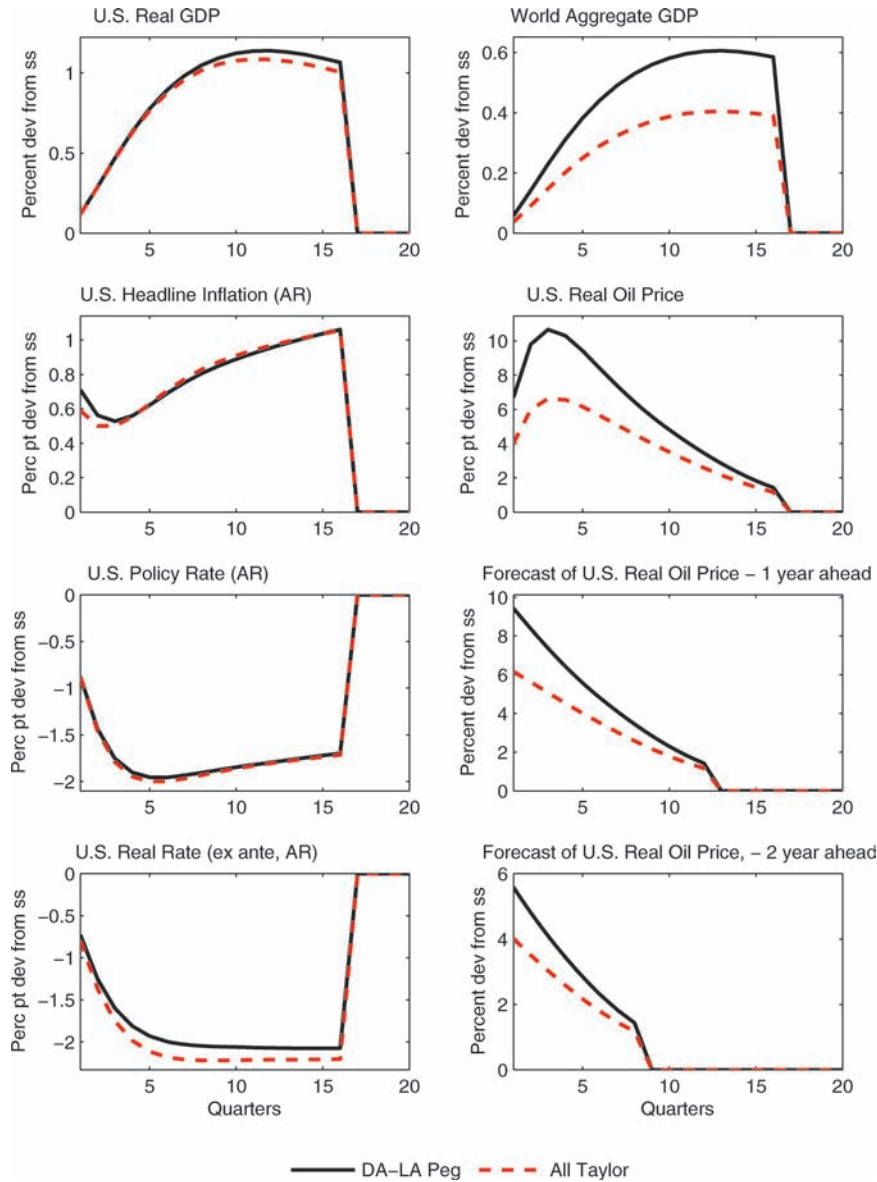 U.S. Real GDP
Percent dev from ss
1
0.5
0
5 10 15 20
World Aggregate GDP
Percent dev from ss
0.6
0.4
0.2
0
5 10 15 20
U.S. Headline Inflation (AR)
Perc pt dev from ss
1
0.8
0.6
0.4
0.2
0
5 10 15 20
U.S. Real Oil Price
Perc pt dev from ss
10
8
6
4
2
0
5 10 15 20
U.S. Policy Rate (AR)
Perc pt dev from ss
0
−0.5
−1
−1.5
−2
5 10 15 20
Forecast of U.S. Real Oil Price − 1 year ahead
Percent dev from ss
10
8
6
4
2
0
5 10 15 20
U.S. Real Rate (ex ante, AR)
Perc pt dev from ss
0
−0.5
−1
−1.5
−2
5 10 15 20
Quarters
Forecast of U.S. Real Oil Price, − 2 year ahead
Percent dev from ss
6
4
2
0
5 10 15 20
Quarters
DA−LA Peg All Taylor